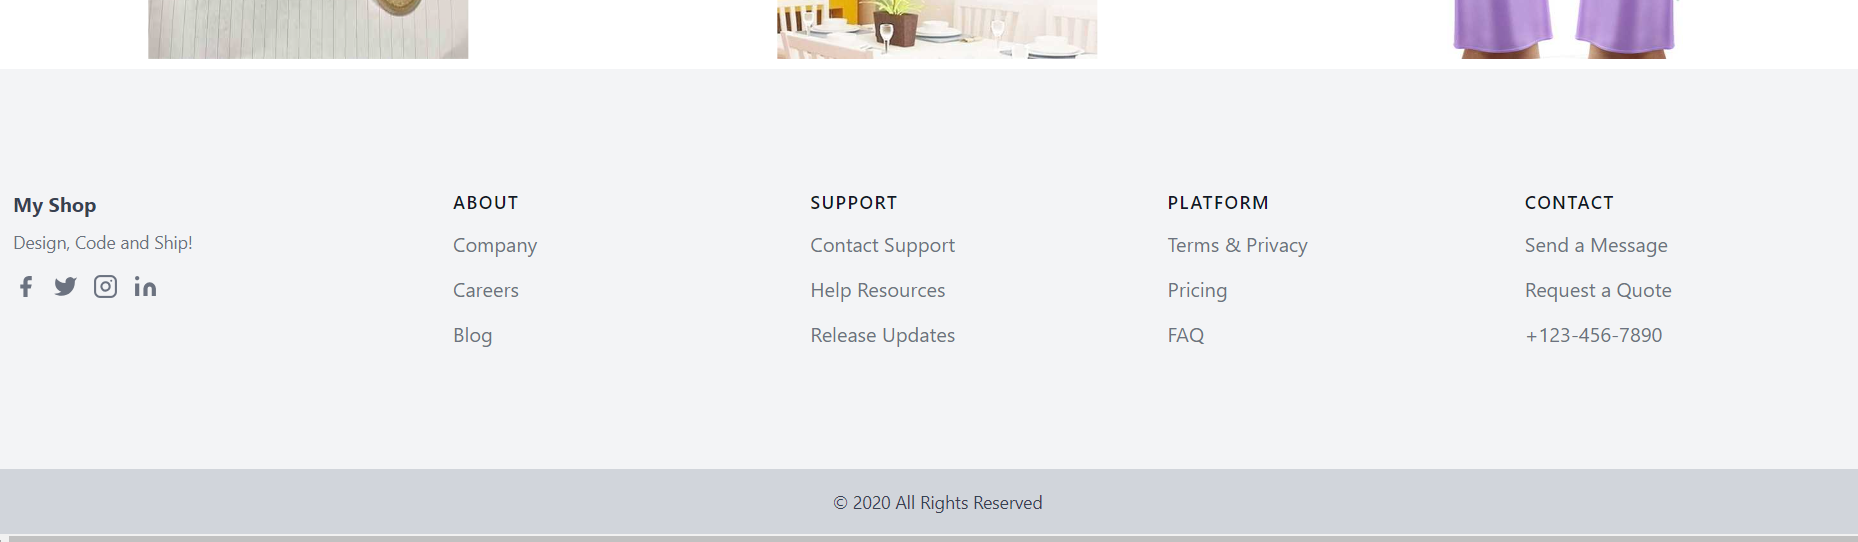 My Shop
Design, Code and Ship!
ABOUT
Company
Careers
Blog
SUPPORT
Contact Support
Help Resources
Release Updates
PLATFORM
Terms & Privacy
Pricing
FAQ
CONTACT
Send a Message
Request a Quote
+123-456-7890
© 2020 All Rights Reserved